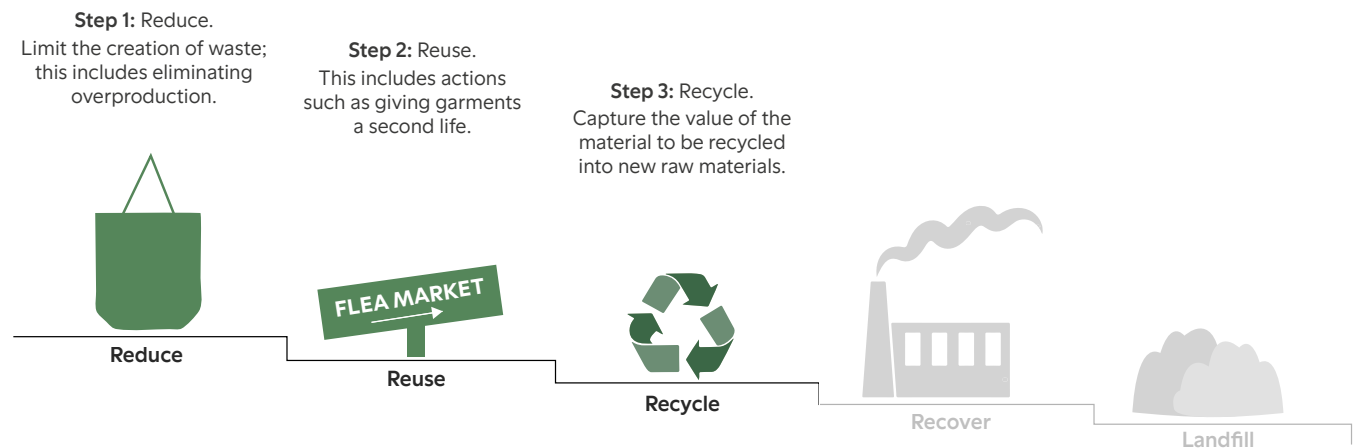 Step 1: Reduce.
Limit the creation of waste;
this includes eliminating
overproduction.
Step 2: Reuse.
This includes actions
such as giving garments
a second life.
Step 3: Recycle.
Capture the value of the
material to be recycled
into new raw materials.
FLEA MARKET
Reduce
Reuse
Recycle
Recover
Landfill